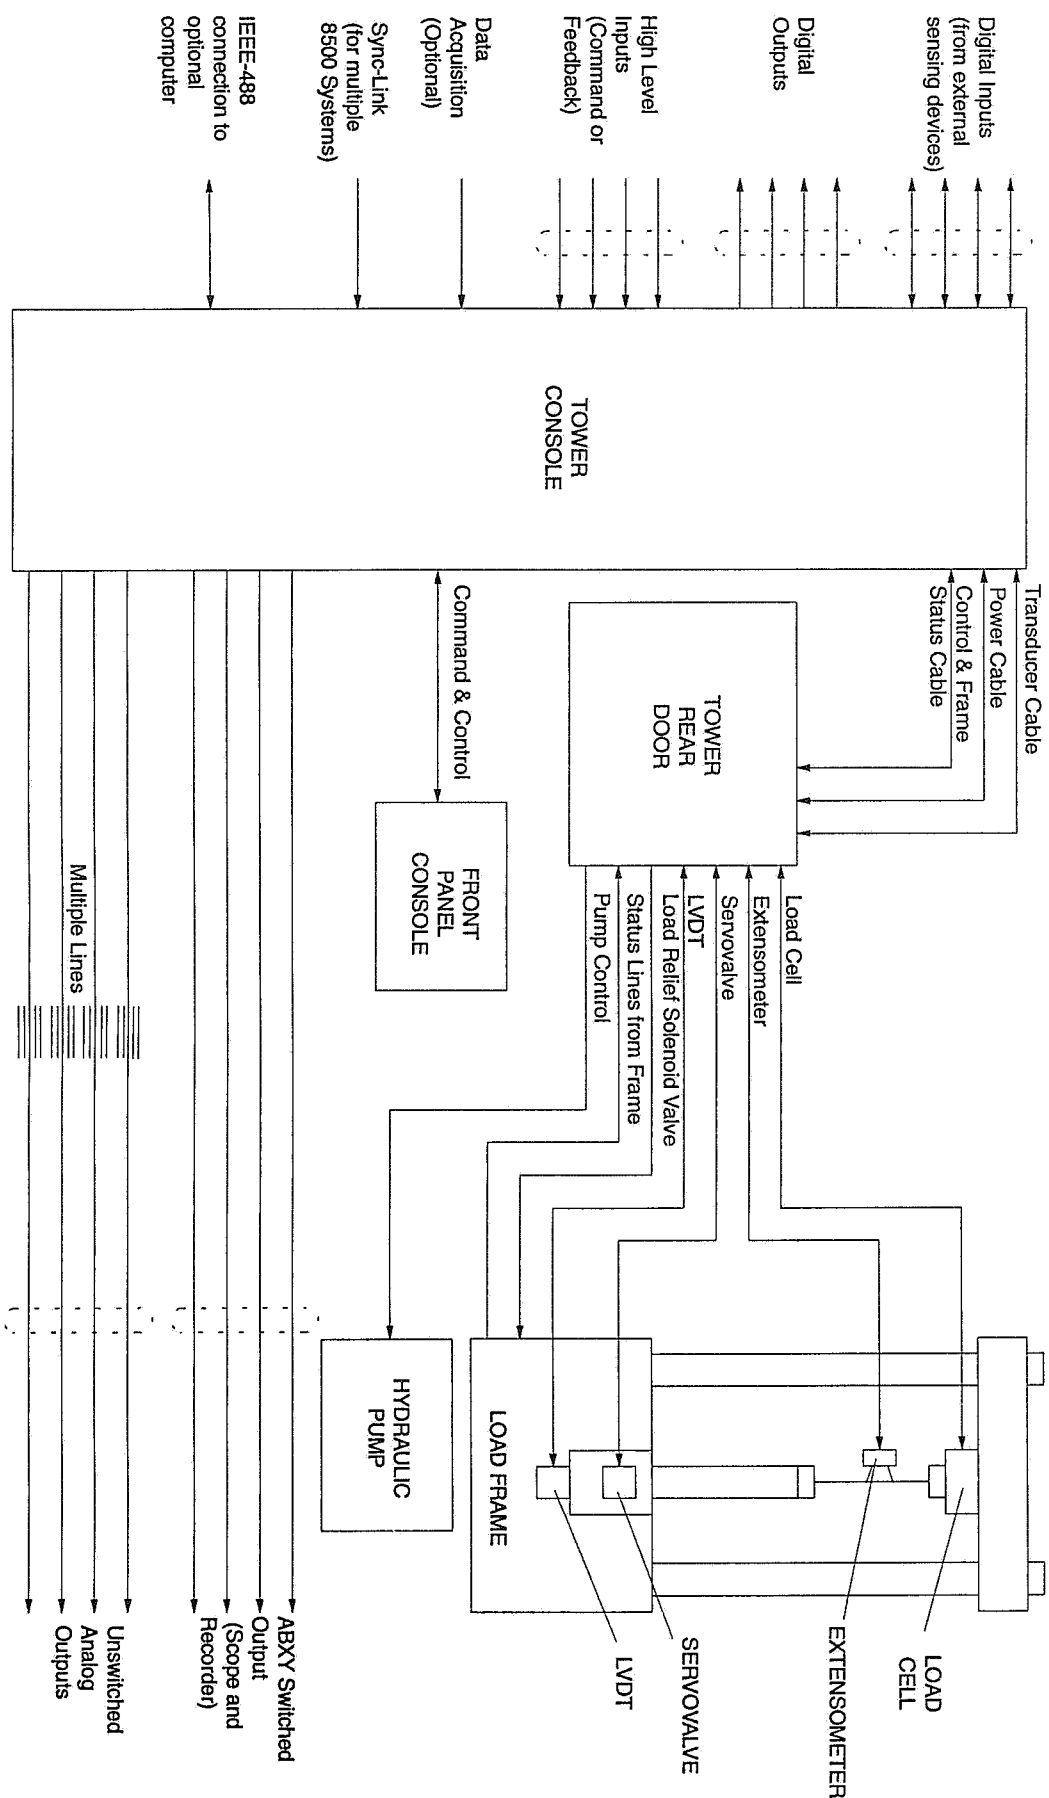 Digital Inputs
(from external
sensing devices)
Digital
Outputs
High Level
Inputs
(Command or
Feedback)
Data
Acquisition
(Optional)
Sync-Link
(for multiple
8500 Systems)
IEEE-488
connection to
optional
computer
TOWER
CONSOLE
Transducer Cable
Power Cable
Control & Frame
Status Cable
TOWER
REAR
DOOR
Command & Control
FRONT
PANEL
CONSOLE
Load Cell
Extensometer
Servovalve
LVDT
Load Relief Solenoid Valve
Status Lines from Frame
Pump Control
Multiple Lines
LOAD FRAME
HYDRAULIC
PUMP
LOAD
CELL
EXTENSOMETER
SERVOVALVE
LVDT
ABXY Switched
Output
(Scope and
Recorder)
Unswitched
Analog
Outputs